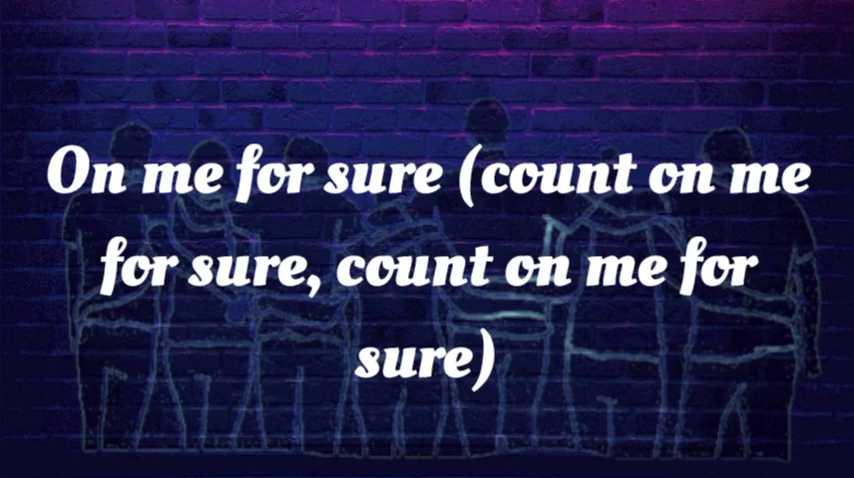 On me for sure (count on me
for sure, count on me for
sure)